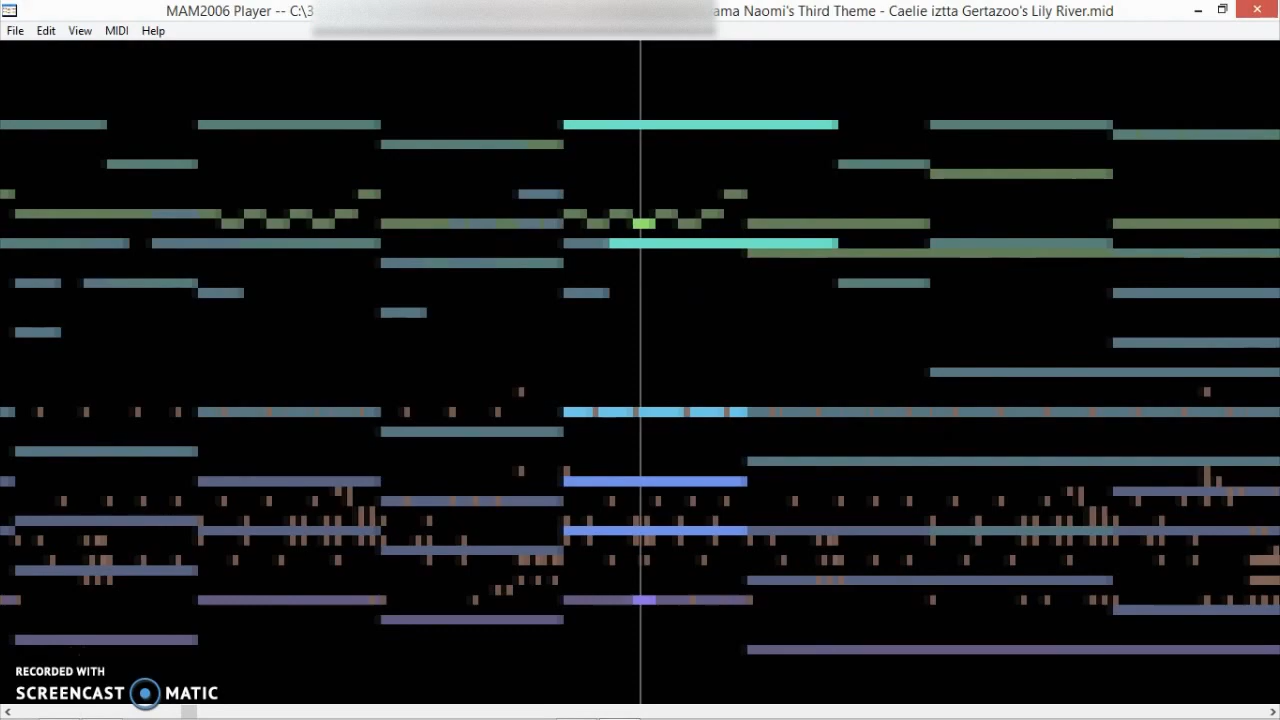 MAM2006 Player -- C:\3 ama Naomi's Third Theme - Caelie iztta Gertazoo's Lily River.mid
File Edit View MIDI Help
RECORDED WITH
SCREENCAST MATIC